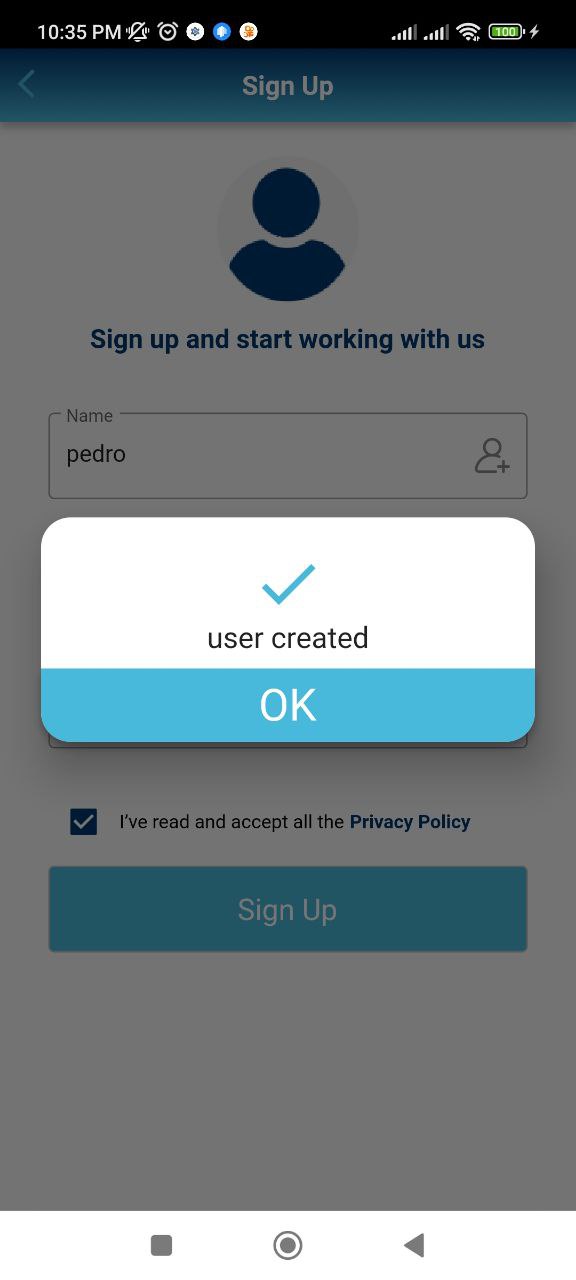 10:35 PM
100
Sign Up
Sign up and start working with us
Name
pedro
user created
OK
I've read and accept all the Privacy Policy
Sign Up